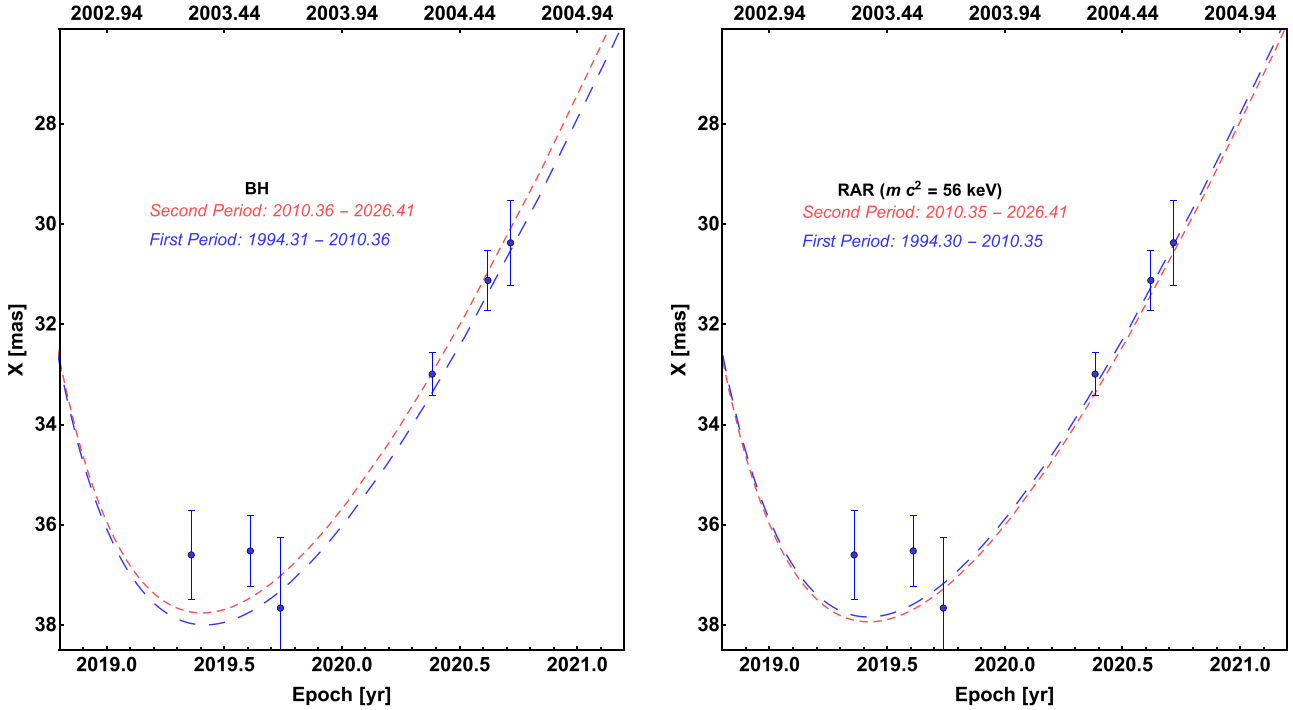 2002.94 2003.44 2003.94 2004.44 2004.94
28
30
32
34
36
38
X [mas]
BH
Second Period: 2010.36 – 2026.41
First Period: 1994.31 – 2010.36
2019.0 2019.5 2020.0 2020.5 2021.0
Epoch [yr]
2002.94 2003.44 2003.94 2004.44 2004.94
28
30
32
34
36
38
X [mas]
RAR (m c² = 56 keV)
Second Period: 2010.35 – 2026.41
First Period: 1994.30 – 2010.35
2019.0 2019.5 2020.0 2020.5 2021.0
Epoch [yr]